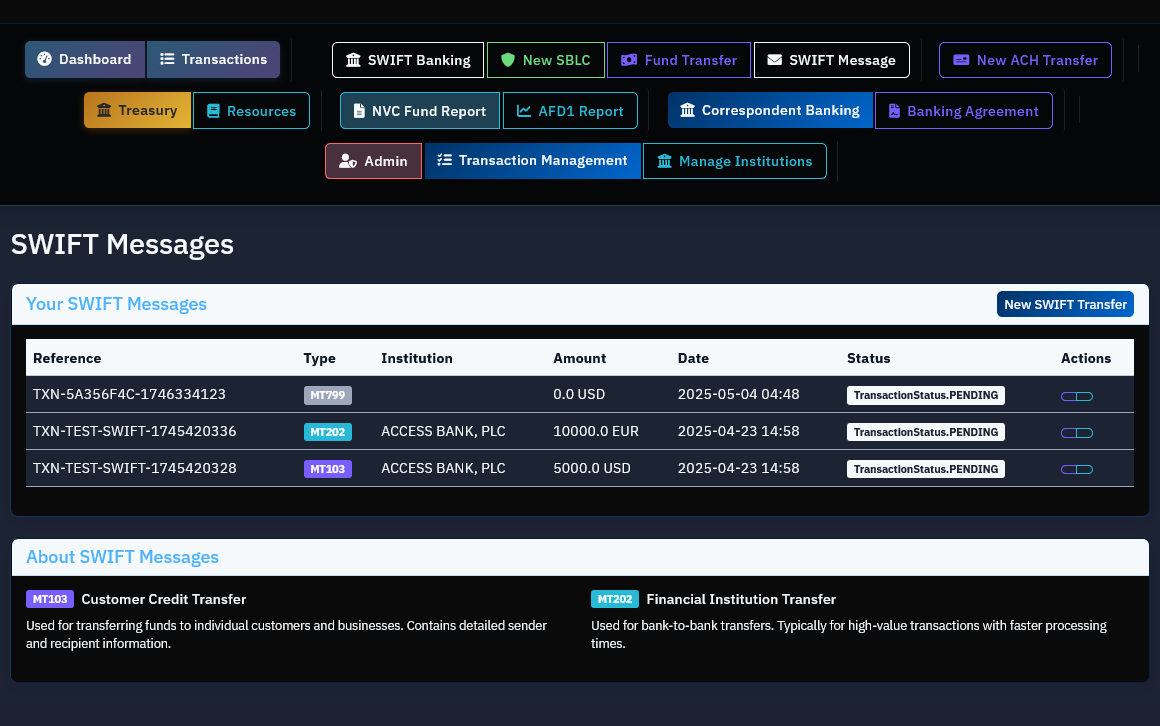 Dashboard Transactions SWIFT Banking New SBLC Fund Transfer SWIFT Message New ACH Transfer
Treasury Resources NVC Fund Report AFD1 Report Correspondent Banking Banking Agreement
Admin Transaction Management Manage Institutions
SWIFT Messages
Your SWIFT Messages New SWIFT Transfer
Reference Type Institution Amount Date Status Actions
TXN-5A356F4C-1746334123 MT799 0.0 USD 2025-05-04 04:48 TransactionStatus.PENDING
TXN-TEST-SWIFT-1745420336 MT202 ACCESS BANK, PLC 10000.0 EUR 2025-04-23 14:58 TransactionStatus.PENDING
TXN-TEST-SWIFT-1745420328 MT103 ACCESS BANK, PLC 5000.0 USD 2025-04-23 14:58 TransactionStatus.PENDING
About SWIFT Messages
MT103 Customer Credit Transfer
Used for transferring funds to individual customers and businesses. Contains detailed sender
and recipient information.
MT202 Financial Institution Transfer
Used for bank-to-bank transfers. Typically for high-value transactions with faster processing
times.